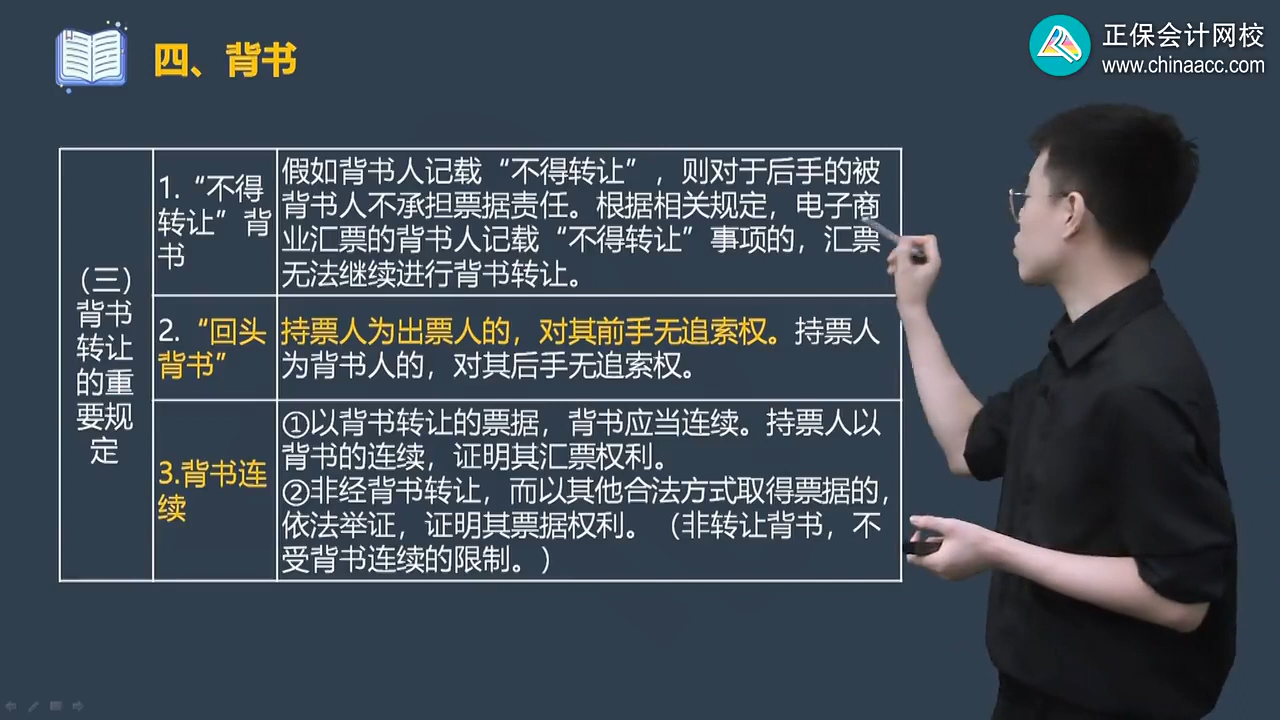 四、背书
正保会计网校
www.chinaacc.com
（三）
背书
转让
的重
要规
定
1.“不得
转让”背
书
假如背书人记载“不得转让”，则对于后手的被
背书人不承担票据责任。根据相关规定，电子商
业汇票的背书人记载“不得转让”事项的，汇票
无法继续进行背书转让。
2.“回头
背书”
持票人为出票人的，对其前手无追索权。持票人
为背书人的，对其后手无追索权。
3.背书连
续
①以背书转让的票据，背书应当连续。持票人以
背书的连续，证明其汇票权利。
②非经背书转让，而以其他合法方式取得票据的，
依法举证，证明其票据权利。（非转让背书，不
受背书连续的限制。）